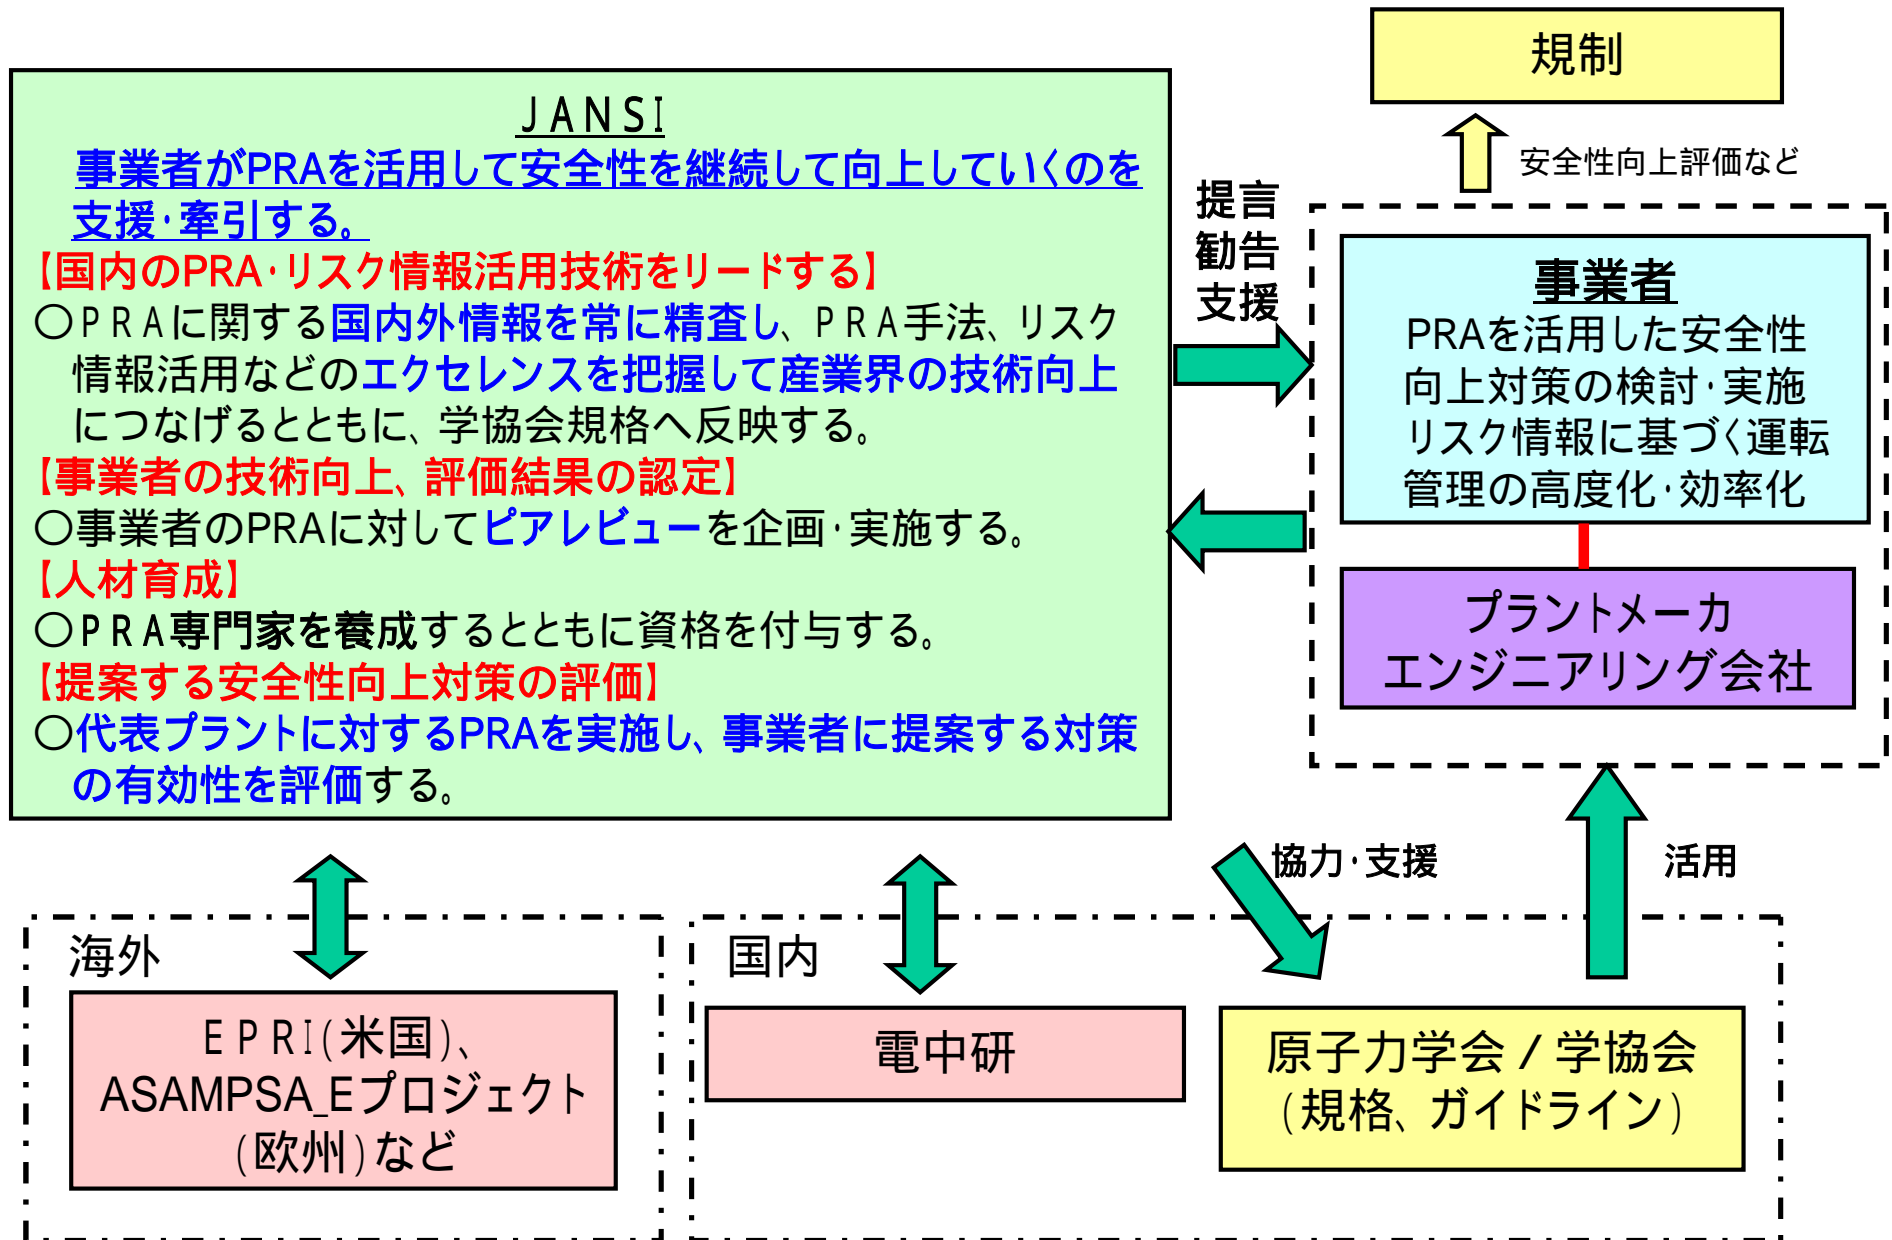 JANSI
事業者がPRAを活用して安全性を継続して向上していくのを
支援・牽引する。
【国内のPRA・リスク情報活用技術をリードする】
○PRAに関する国内外情報を常に精査し、PRA手法、リスク
情報活用などのエクセレンスを把握して産業界の技術向上
につなげるとともに、学協会規格へ反映する。
【事業者の技術向上、評価結果の認定】
○事業者のPRAに対してピアレビューを企画・実施する。
【人材育成】
○PRA専門家を養成するとともに資格を付与する。
【提案する安全性向上対策の評価】
○代表プラントに対するPRAを実施し、事業者に提案する対策
の有効性を評価する。
提言
勧告
支援
規制
安全性向上評価など
事業者
PRAを活用した安全性
向上対策の検討・実施
リスク情報に基づく運転
管理の高度化・効率化
プラントメーカ
エンジニアリング会社
協力・支援
活用
海外
EPRI(米国)、
ASAMPSA_Eプロジェクト
(欧州)など
国内
電中研
原子力学会/学協会
(規格、ガイドライン)